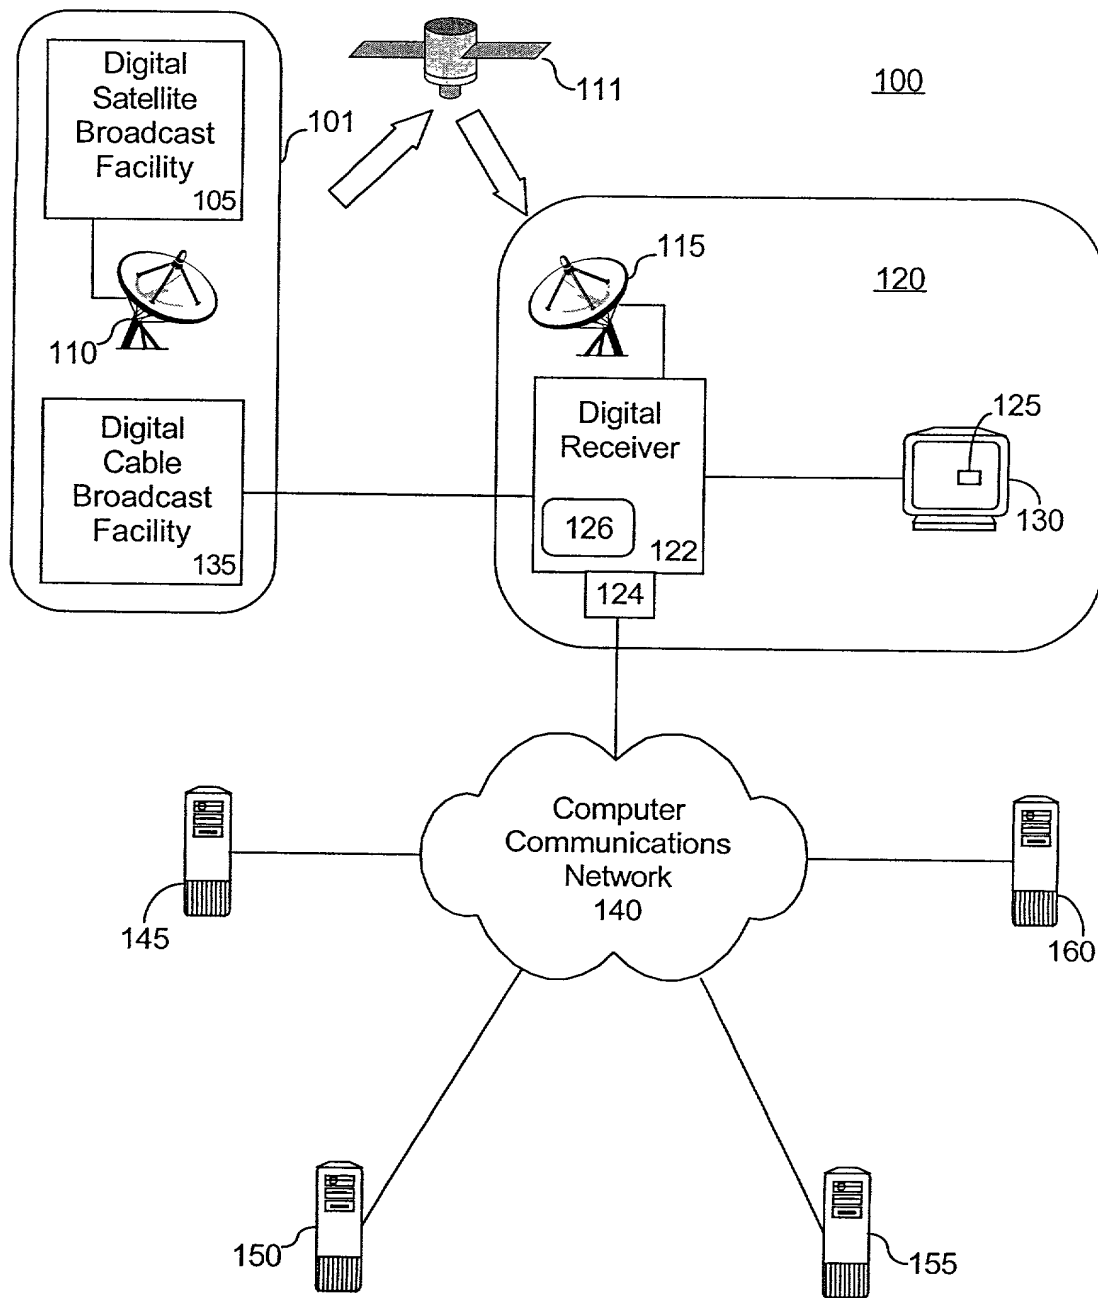 Digital
Satellite
Broadcast
Facility
105
101
111
100
110
115
120
Digital
Cable
Broadcast
Facility
135
Digital
Receiver
126
122
124
125
130
Computer
Communications
Network
140
145
160
150
155